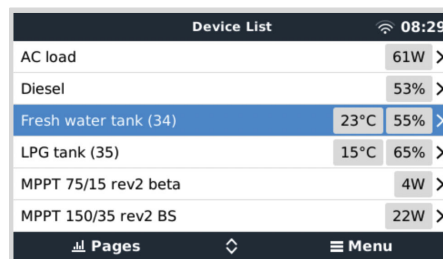 Device List 08:29
AC load 61W
Diesel 53%
Fresh water tank (34) 23°C 55%
LPG tank (35) 15°C 65%
MPPT 75/15 rev2 beta 4W
MPPT 150/35 rev2 BS 22W
Pages Menu